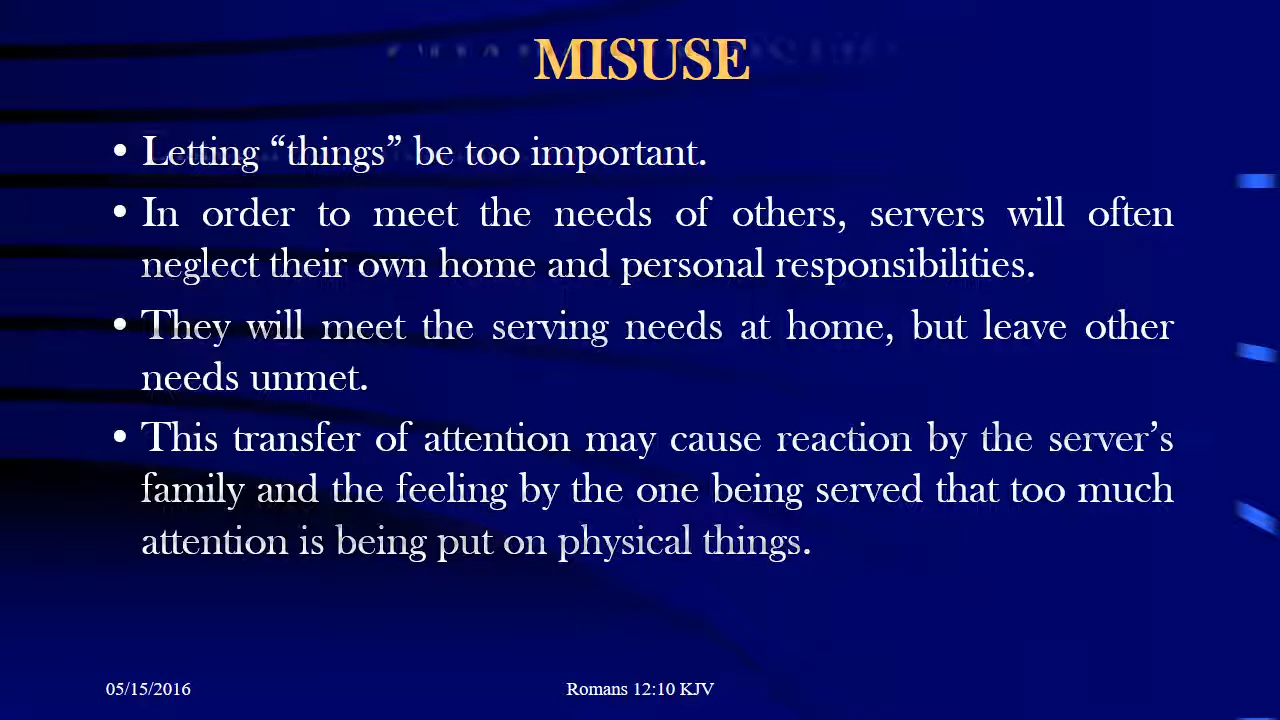 MISUSE
• Letting “things” be too important.
• In order to meet the needs of others, servers will often
neglect their own home and personal responsibilities.
• They will meet the serving needs at home, but leave other
needs unmet.
• This transfer of attention may cause reaction by the server’s
family and the feeling by the one being served that too much
attention is being put on physical things.
05/15/2016
Romans 12:10 KJV